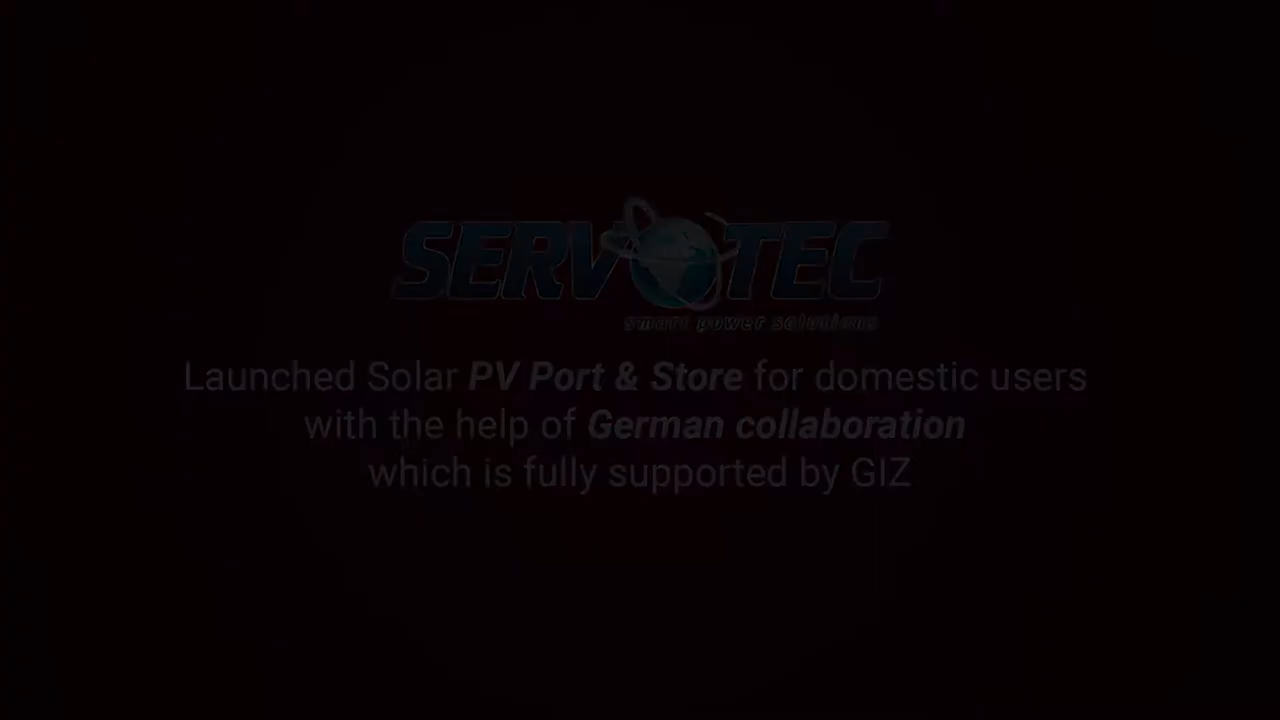 SERVOTEC
smart power solutions
Launched Solar PV Port & Store for domestic users
with the help of German collaboration
which is fully supported by GIZ